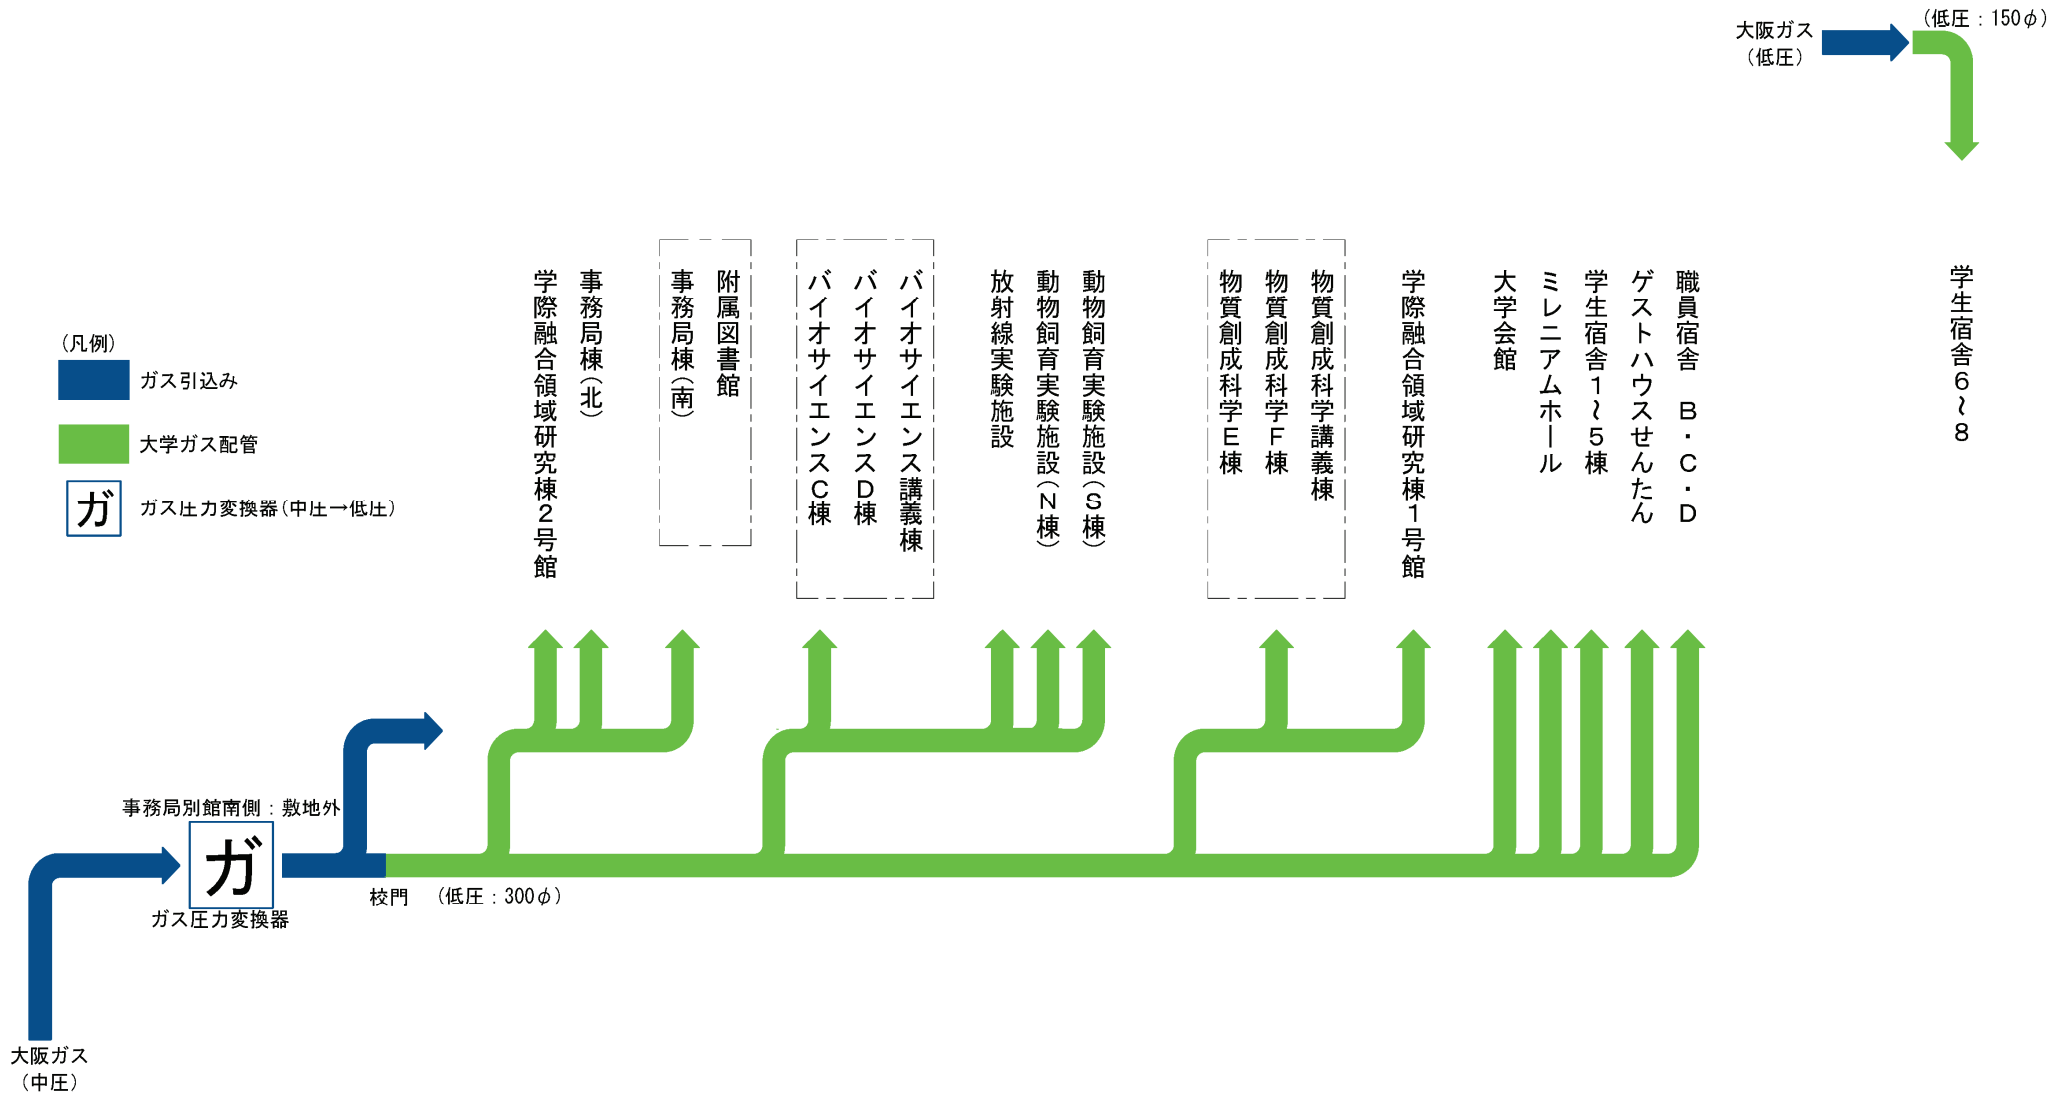 大阪ガス
（低圧）
（低圧：150φ）
学際融合領域研究棟２号館
事務局棟（北）
事務局棟（南）
附属図書館
バイオサイエンスＣ棟
バイオサイエンスＤ棟
バイオサイエンス講義棟
放射線実験施設
動物飼育実験施設（Ｎ棟）
動物飼育実験施設（Ｓ棟）
物質創成科学Ｅ棟
物質創成科学Ｆ棟
物質創成科学講義棟
学際融合領域研究棟１号館
大学会館
ミレニアムホール
学生宿舎１～５棟
ゲストハウスせんたん
職員宿舎　Ｂ・Ｃ・Ｄ
学生宿舎６～８
（凡例）
ガス引込み
大学ガス配管
ガ
ガス圧力変換器（中圧→低圧）
事務局別館南側：敷地外
ガ
ガス圧力変換器
校門
（低圧：300φ）
大阪ガス
（中圧）